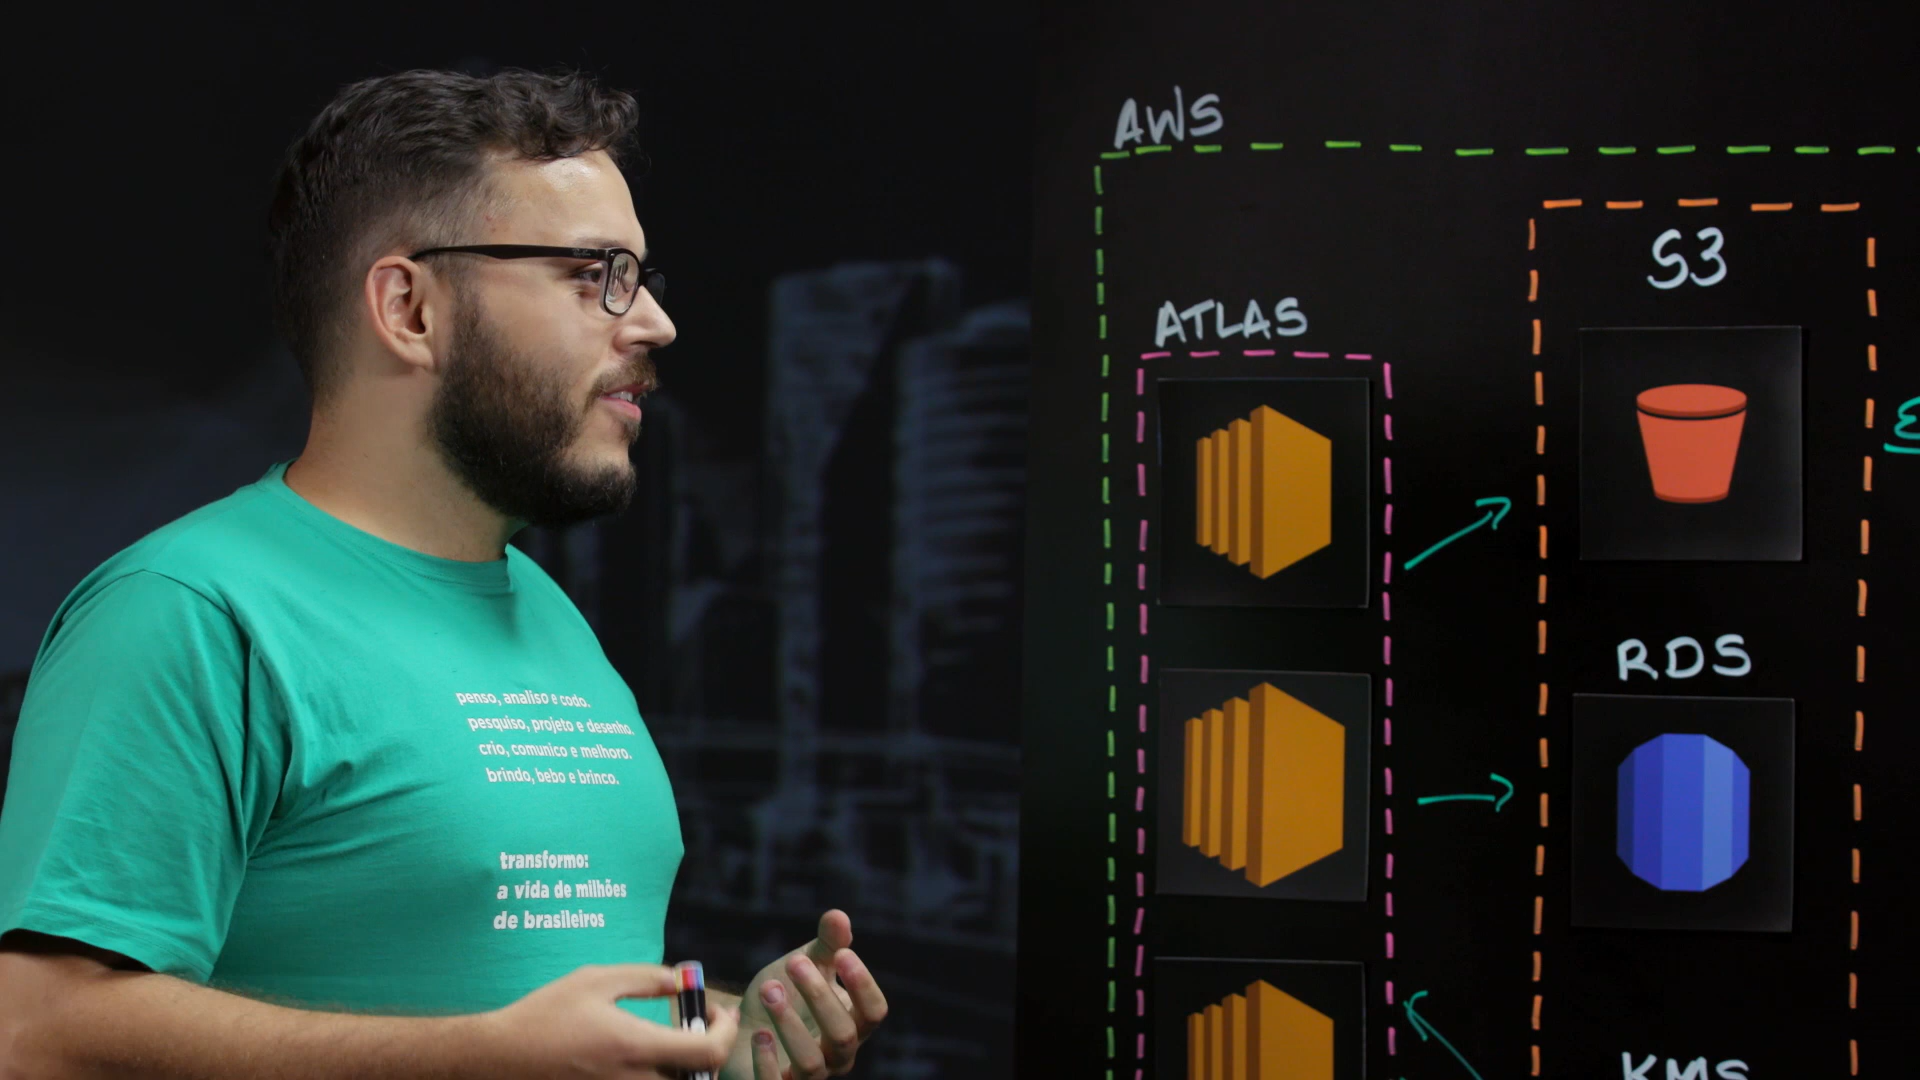 AWS
S3
ATLAS
RDS
KMS
penso, analiso e codo.
pesquiso, projeto e desenho.
crio, comunico e melhoro.
brindo, bebo e brinco.
transformo:
a vida de milhões
de brasileiros